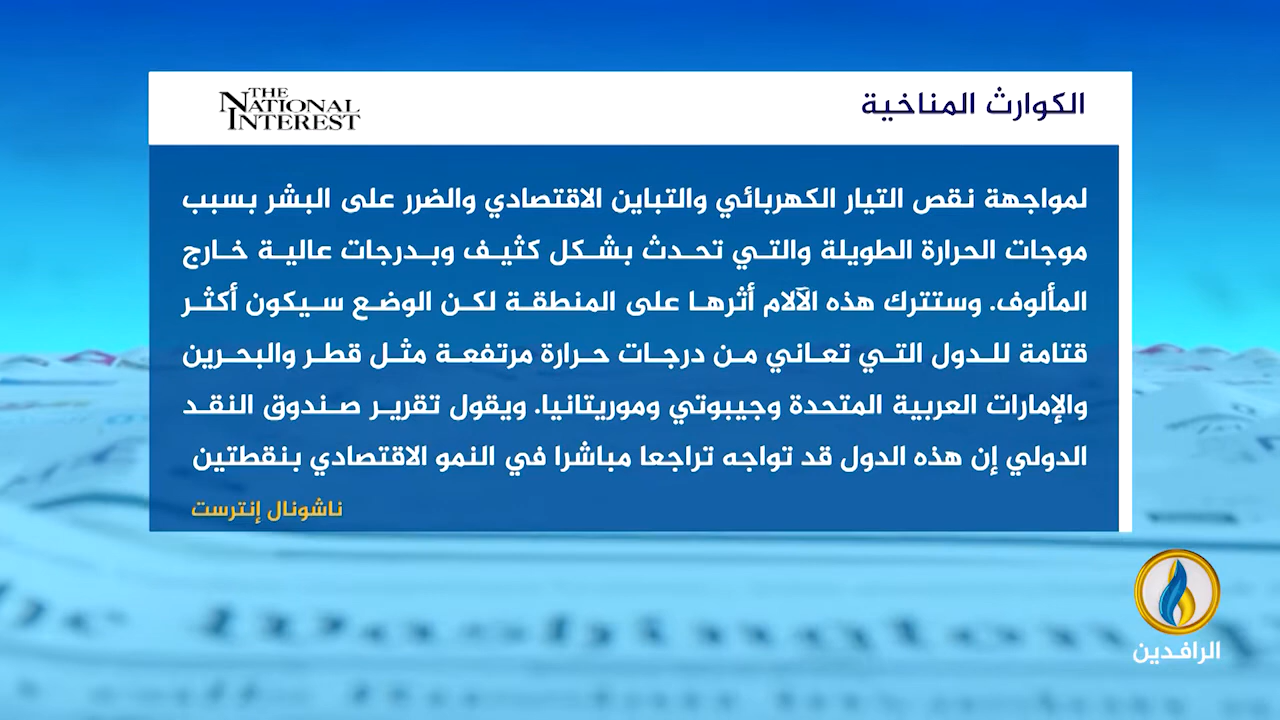 الكوارث المناخية
THE
NATIONAL
INTEREST
لمواجهة نقص التيار الكهربائي والتباين الاقتصادي والضرر على البشر بسبب
موجات الحرارة الطويلة والتي تحدث بشكل كثيف وبدرجات عالية خارج
المألوف. وستترك هذه الآلام أثرها على المنطقة لكن الوضع سيكون أكثر
قتامة للدول التي تعاني من درجات حرارة مرتفعة مثل قطر والبحرين
والإمارات العربية المتحدة وجيبوتي وموريتانيا. ويقول تقرير صندوق النقد
الدولي إن هذه الدول قد تواجه تراجعا مباشرا في النمو الاقتصادي بنقطتين
ناشونال إنترست
الرافدين